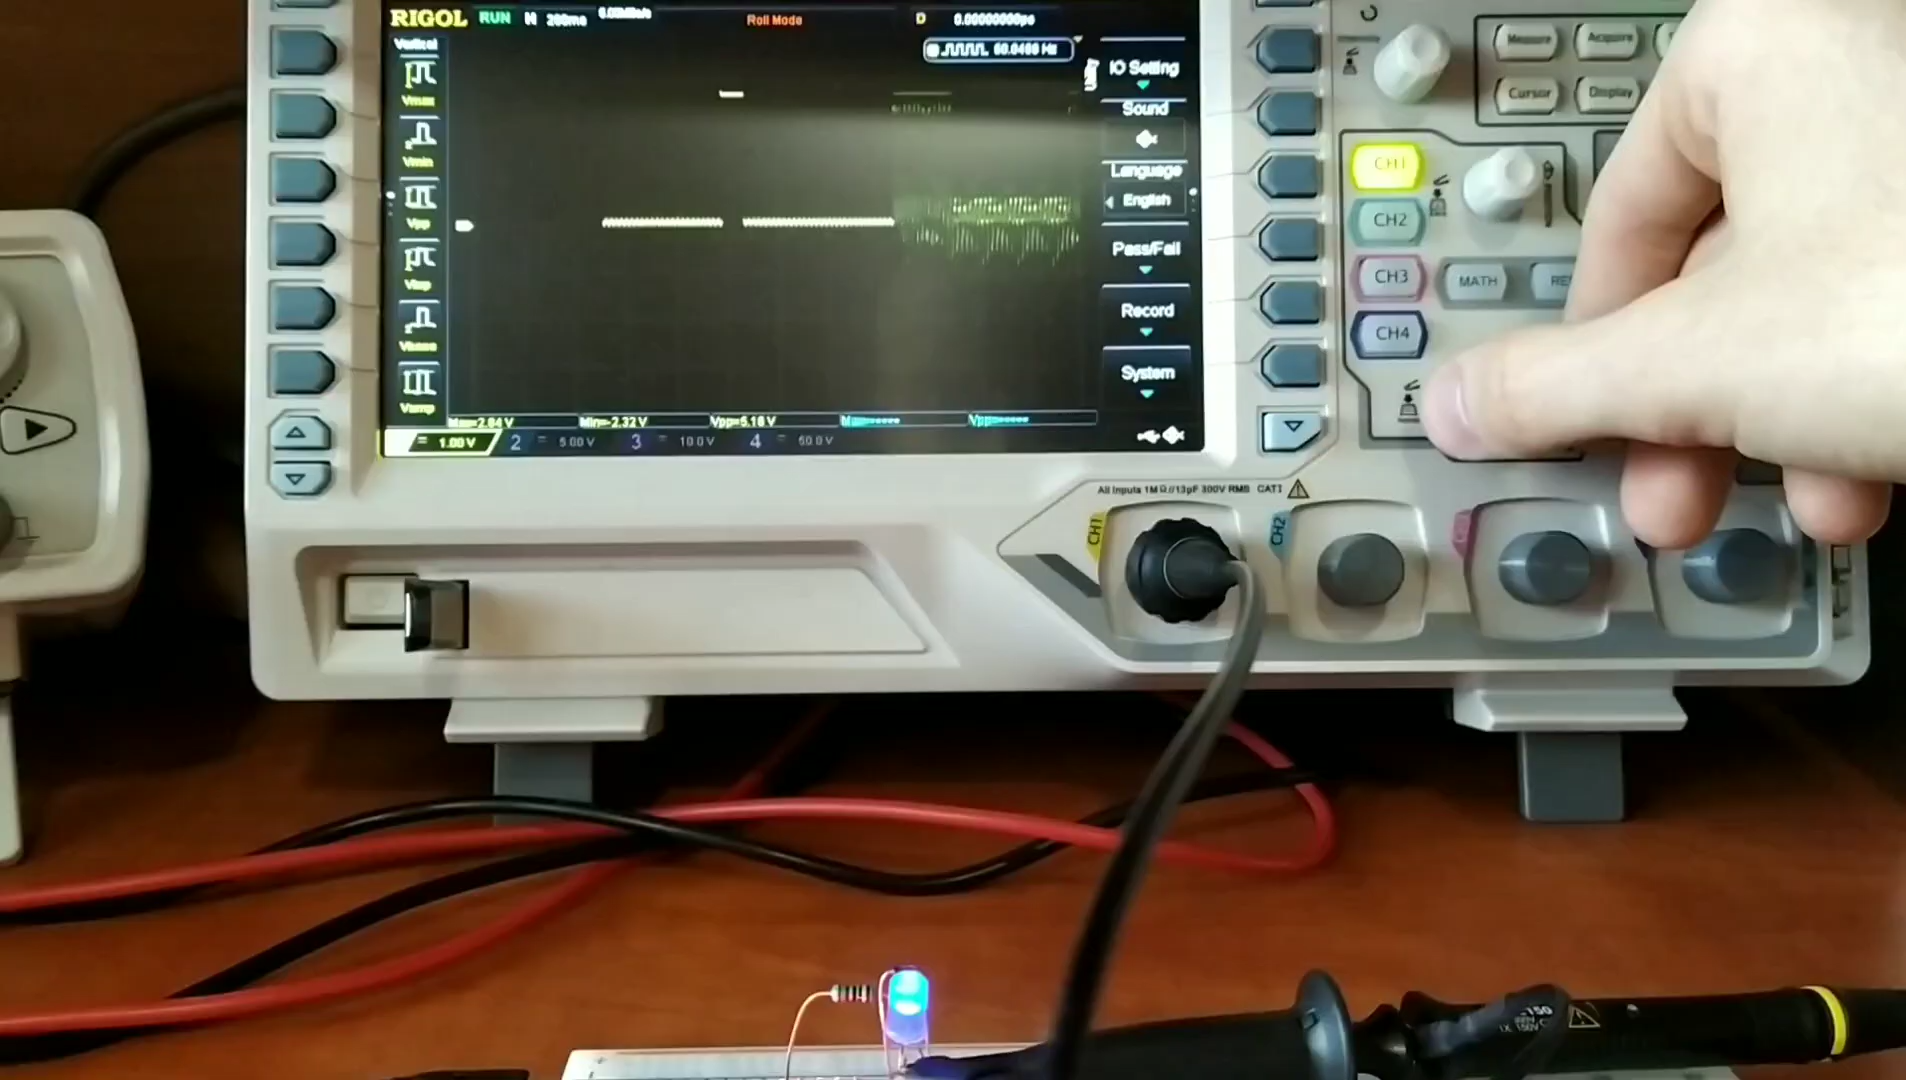 RIGOL RUN H 200ms
Roll Mode
D 0.00000000ps
60.0466 Hz
Vertical
Vmax
Vmin
Vpp
Vtop
Vbase
Vamp
Utility
IO Setting
Sound
Language
English
Pass/Fail
Record
System
Max=2.84 V Min=-2.32 V Vpp=5.16 V
= 1.00 V 2 = 5.00 V 3 = 10.0 V 4 = 50.0 V
Measure
Acquire
Cursor
Display
CH1
CH2
CH3
CH4
MATH
All Inputs 1MΩ//13pF 300V RMS CATI
CH1
CH2